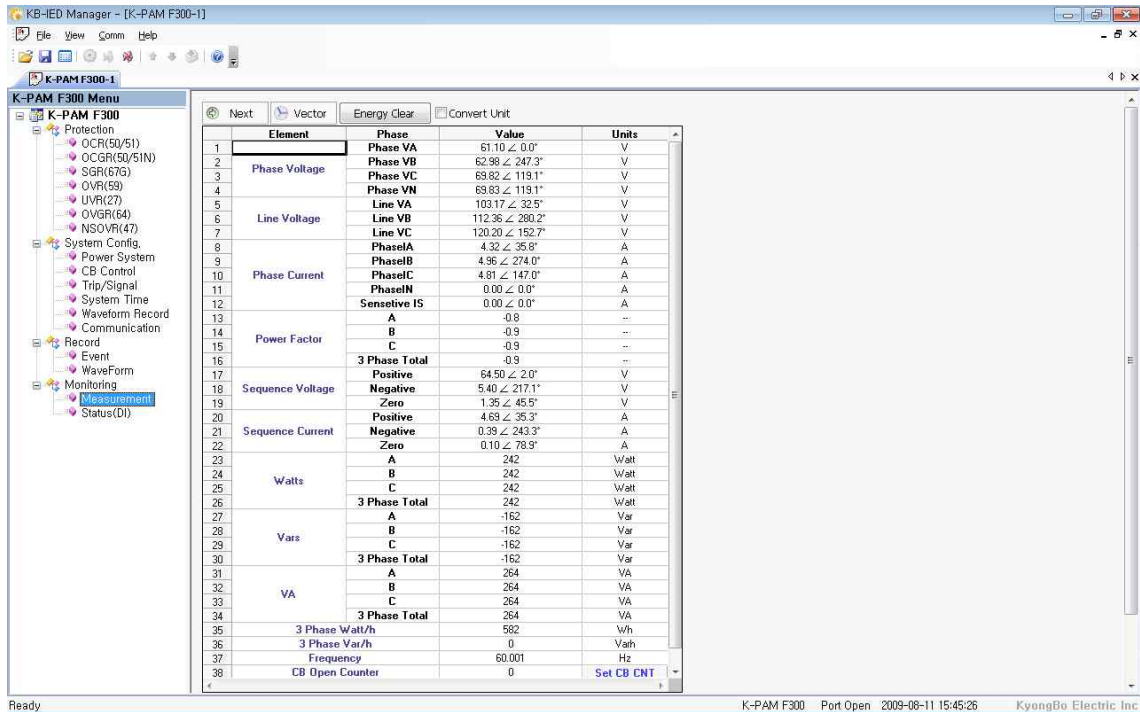 KB-IED Manager - [K-PAM F300-1]
File View Comm Help
K-PAM F300-1
K-PAM F300 Menu
K-PAM F300
Protection
OCR(50/51)
OCGR(50/51N)
SGR(67G)
OVR(59)
UVR(27)
OVGR(64)
NSOVR(47)
System Config,
Power System
CB Control
Trip/Signal
System Time
Waveform Record
Communication
Record
Event
WaveForm
Monitoring
Measurement
Status(DI)
Next Vector Energy Clear Convert Unit
Element Phase Value Units
1 Phase VA 61.10 ∠ 0.0° V
2 Phase VB 62.98 ∠ 247.3° V
Phase Voltage
3 Phase VC 69.82 ∠ 119.1° V
4 Phase VN 69.83 ∠ 119.1° V
5 Line VA 103.17 ∠ 32.5° V
6 Line Voltage Line VB 112.36 ∠ 280.2° V
7 Line VC 120.20 ∠ 152.7° V
8 PhaseIA 4.32 ∠ 35.8° A
9 PhaseIB 4.96 ∠ 274.0° A
10 Phase Current PhaseIC 4.81 ∠ 147.0° A
11 PhaseIN 0.00 ∠ 0.0° A
12 Sensetive IS 0.00 ∠ 0.0° A
13 A -0.8 --
14 B -0.9 --
Power Factor
15 C -0.9 --
16 3 Phase Total -0.9 --
17 Positive 64.50 ∠ 2.0° V
18 Sequence Voltage Negative 5.40 ∠ 217.1° V
19 Zero 1.35 ∠ 45.5° V
20 Positive 4.69 ∠ 35.3° A
21 Sequence Current Negative 0.39 ∠ 243.3° A
22 Zero 0.10 ∠ 78.9° A
23 A 242 Watt
24 B 242 Watt
Watts
25 C 242 Watt
26 3 Phase Total 242 Watt
27 A -162 Var
28 B -162 Var
Vars
29 C -162 Var
30 3 Phase Total -162 Var
31 A 264 VA
32 B 264 VA
VA
33 C 264 VA
34 3 Phase Total 264 VA
35 3 Phase Watt/h 582 Wh
36 3 Phase Var/h 0 Varh
37 Frequency 60.001 Hz
38 CB Open Counter 0 Set CB CNT
Ready K-PAM F300 Port Open 2009-08-11 15:45:26 KyongBo Electric Inc